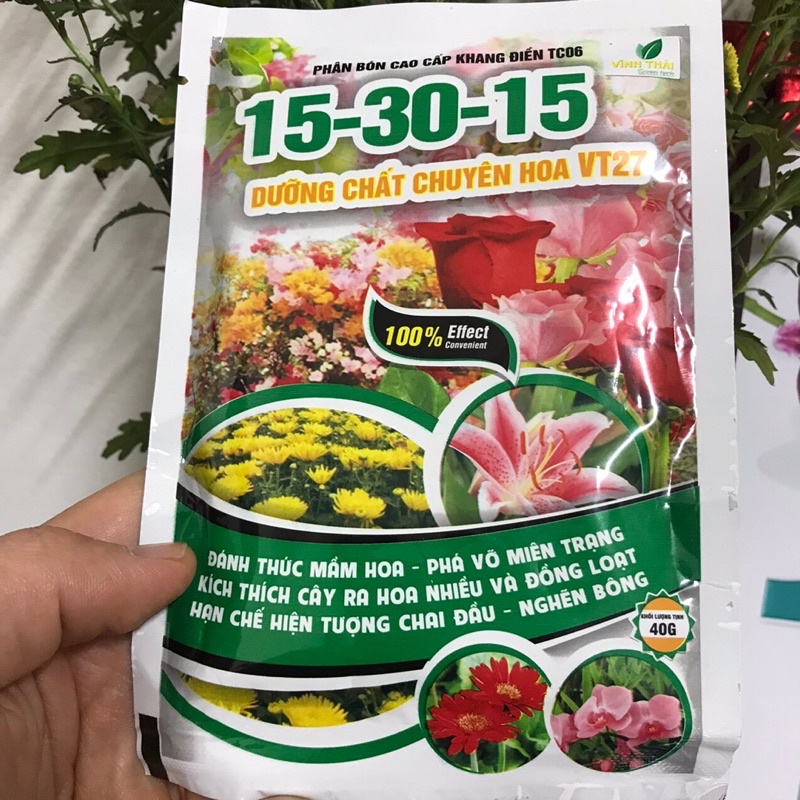 PHÂN BÓN CAO CẤP KHANG ĐIỀN TC06
VĨNH THÁI
Green tech
15-30-15
DƯỠNG CHẤT CHUYÊN HOA VT27
100% Effect
Convenient
ĐÁNH THỨC MẦM HOA - PHÁ VỠ MIÊN TRẠNG
KÍCH THÍCH CÂY RA HOA NHIỀU VÀ ĐỒNG LOẠT
HẠN CHẾ HIỆN TƯỢNG CHAI ĐẦU - NGHẼN BÔNG
KHỐI LƯỢNG TỊNH
40G